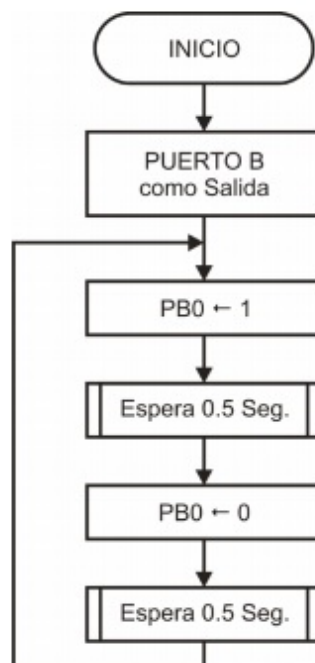 INICIO
PUERTO B
como Salida
PB0 ← 1
Espera 0.5 Seg.
PB0 ← 0
Espera 0.5 Seg.